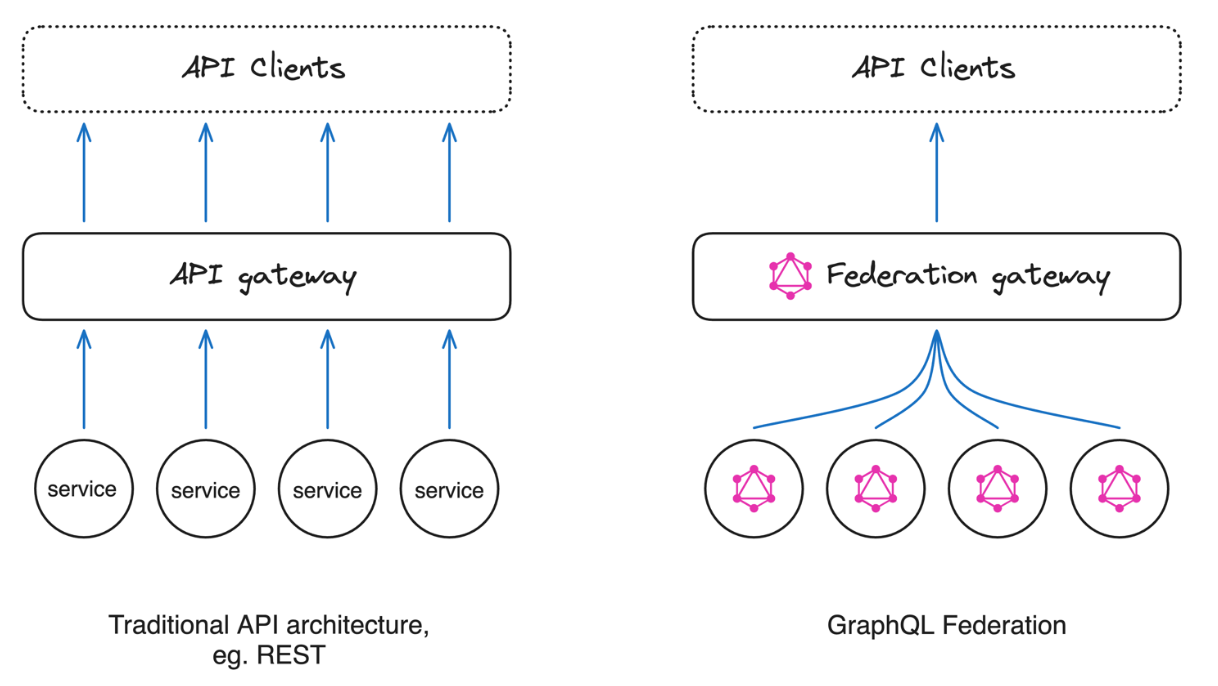 API Clients
API gateway
service
service
service
service
Traditional API architecture,
eg. REST
API Clients
Federation gateway
GraphQL Federation